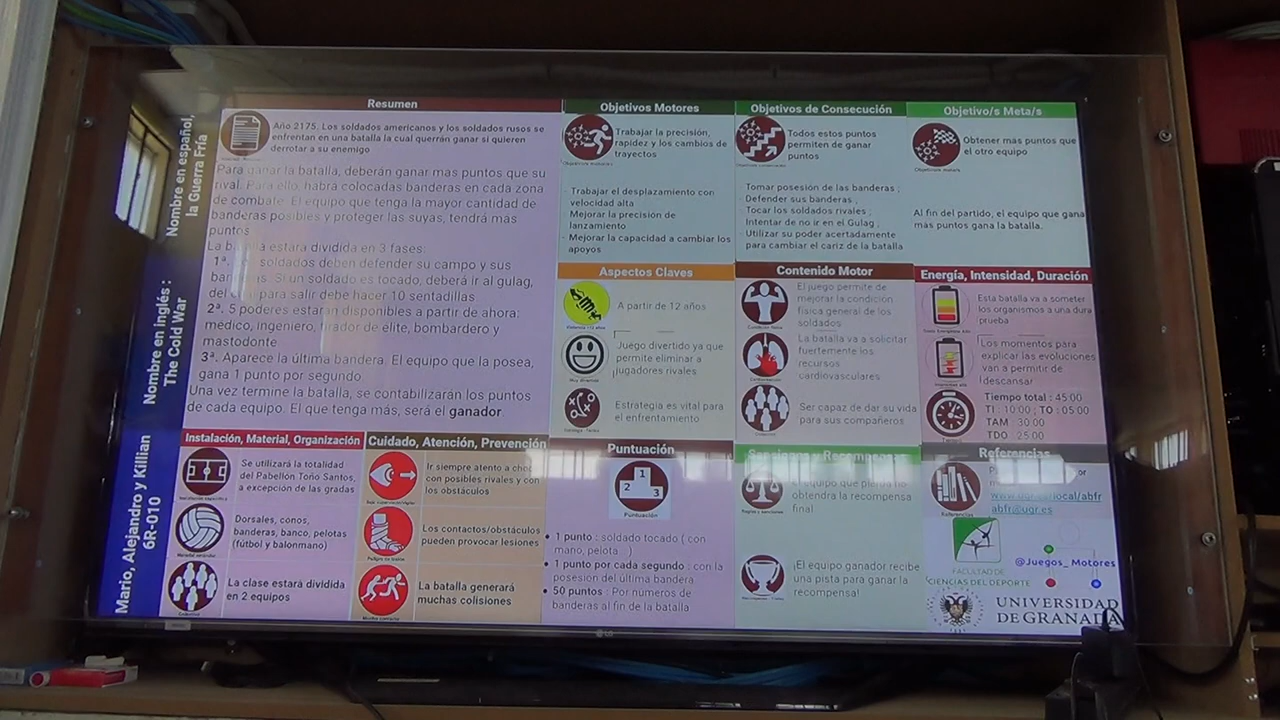 Nombre en español,
la Guerra Fría
Nombre en inglés :
The Cold War
Mario, Alejandro y Killian
6R-010
Resumen
Año 2175. Los soldados americanos y los soldados rusos se
enfrentan en una batalla la cual querrán ganar si quieren
derrotar a su enemigo
Para ganar la batalla, deberán ganar mas puntos que su
rival. Para ello, habrá colocadas banderas en cada zona
de combate. El equipo que tenga la mayor cantidad de
banderas posibles y proteger las suyas, tendrá mas
puntos
La batalla estara dividida en 3 fases:
1ª. soldados deben defender su campo y sus
banderas. Si un soldado es tocado, deberá ir al gulag,
del para salir debe hacer 10 sentadillas.
2ª. 5 poderes estaran disponibles a partir de ahora:
medico, ingeniero, tirador de elite, bombardero y
mastodonte
3ª. Aparece la última bandera. El equipo que la posea,
gana 1 punto por segundo
Una vez termine la batalla, se contabilizarán los puntos
de cada equipo. El que tenga más, será el ganador.
Objetivos Motores
Trabajar la precisión,
rapidez y los cambios de
trayectos
- Trabajar el desplazamiento con
velocidad alta
- Mejorar la precisión de
lanzamiento
- Mejorar la capacidad a cambiar los
apoyos
Objetivos de Consecución
Todos estos puntos
permiten de ganar
puntos
Tomar posesión de las banderas ;
- Defender sus banderas ,
- Tocar los soldados rivales ;
Intentar de no ir en el Gulag ;
- Utilizar su poder acertadamente
para cambiar el cariz de la batalla
Objetivo/s Meta/s
Obtener mas puntos que
el otro equipo
Al fin del partido, el equipo que gana
mas puntos gana la batalla.
Aspectos Claves
A partir de 12 años
Juego divertido ya que
permite eliminar a
jugadores rivales
Estrategia es vital para
el enfrentamiento
Contenido Motor
El juego permite de
mejorar la condición
física general de los
soldados
La batalla va a solicitar
fuertemente los
recursos
cardiovasculares
Ser capaz de dar su vida
para sus compañeros
Energía, Intensidad, Duración
Esta batalla va a someter
los organismos a una dura
prueba
Los momentos para
explicar las evoluciones
van a permitir de
descansar
Tiempo total : 45:00
TI : 10:00 ; TO : 05:00
TAM : 30:00
TDO : 25:00
Instalación, Material, Organización
Se utilizará la totalidad
del Pabellon Toño Santos,
a excepción de las gradas
Dorsales, conos,
banderas, banco, pelotas
(fútbol y balonmano)
La clase estará dividida
en 2 equipos
Cuidado, Atención, Prevención
Ir siempre atento a
con posibles rivales y con
los obstáculos
Los contactos/obstáculos
pueden provocar lesiones
La batalla generará
muchas colisiones
Puntuación
1
2
3
Puntuación
• 1 punto : soldado tocado ( con
mano, pelota )
• 1 punto por cada segundo : con la
posesion del última bandera
• 50 puntos : Por números de
banderas al fin de la batalla
Sanciones y Recompensas
El equipo que pierda no
obtendra la recompensa
final
¡El equipo ganador recibe
una pista para ganar la
recompensa!
Referencias
abfr@ugr.es
FACULTAD DE
CIENCIAS DEL DEPORTE
@Juegos_Motores
UNIVERSIDAD
DE GRANADA
LG